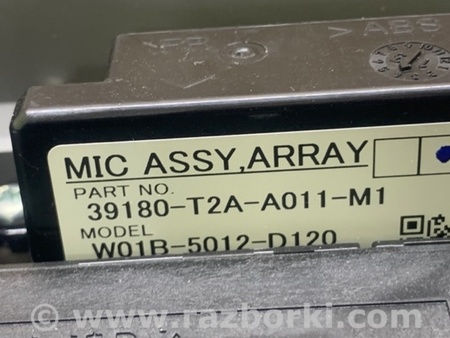 > ABS
MIC ASSY,ARRAY
PART NO.
39180-T2A-A011-M1
MODEL
W01B-5012-D120
© www.razborki.com